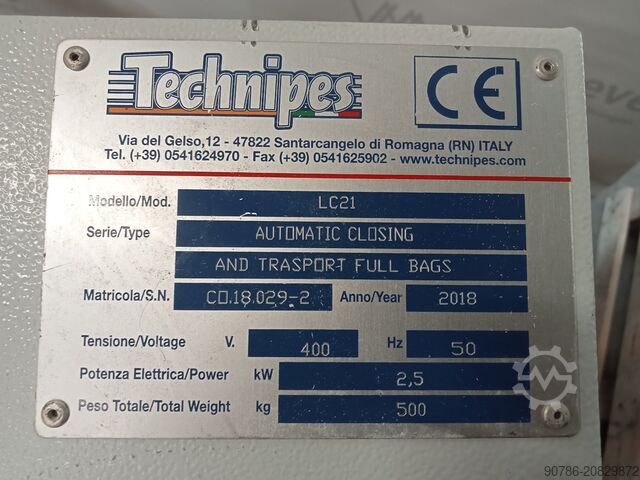 Technipes
CE
Via del Gelso,12 - 47822 Santarcangelo di Romagna (RN) ITALY
Tel. (+39) 0541624970 - Fax (+39) 0541625902 - www.technipes.com
Modello/Mod. LC21
Serie/Type AUTOMATIC CLOSING
AND TRASPORT FULL BAGS
Matricola/S.N. CO.18.029-2 Anno/Year 2018
Tensione/Voltage V. 400 Hz 50
Potenza Elettrica/Power kW 2,5
Peso Totale/Total Weight kg 500
90786-20829872